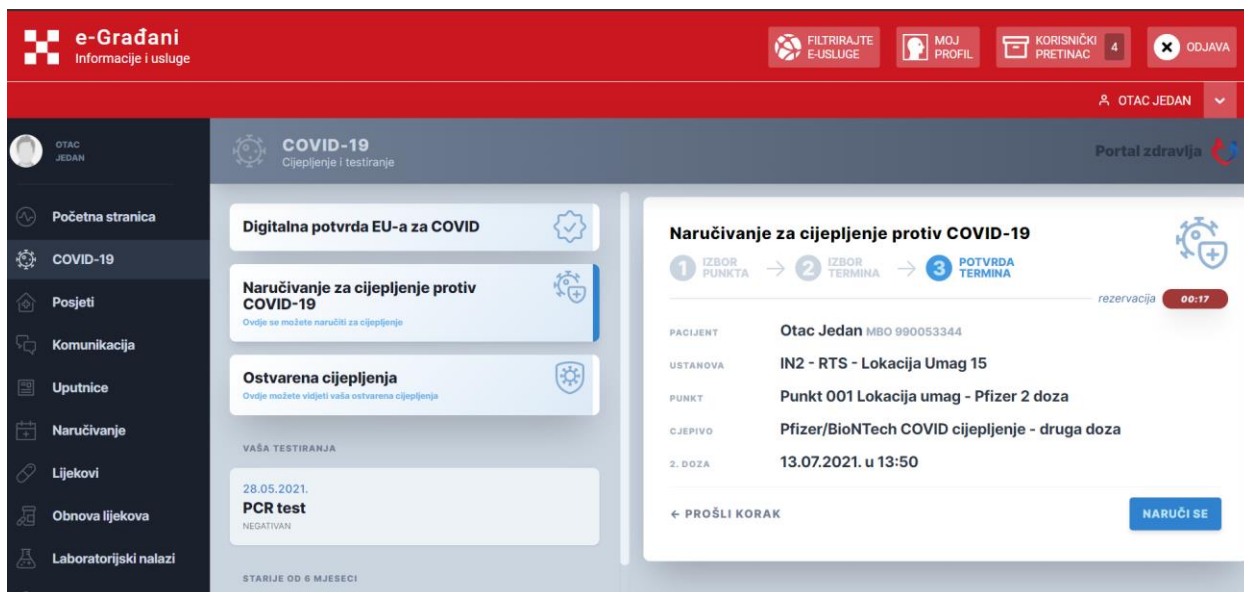 e-Građani
Informacije i usluge
FILTRIRAJTE
E-USLUGE
MOJ
PROFIL
KORISNIČKI
PRETINAC
4
ODJAVA
OTAC JEDAN
OTAC
JEDAN
Početna stranica
COVID-19
Posjeti
Komunikacija
Uputnice
Naručivanje
Lijekovi
Obnova lijekova
Laboratorijski nalazi
COVID-19
Cijepljenje i testiranje
Portal zdravlja
Digitalna potvrda EU-a za COVID
Naručivanje za cijepljenje protiv
COVID-19
Ovdje se možete naručiti za cijepljenje
Ostvarena cijepljenja
Ovdje možete vidjeti vaša ostvarena cijepljenja
VAŠA TESTIRANJA
28.05.2021.
PCR test
NEGATIVAN
STARIJE OD 6 MJESECI
Naručivanje za cijepljenje protiv COVID-19
1 IZBOR PUNKTA → 2 IZBOR TERMINA → 3 POTVRDA TERMINA
rezervacija 00:17
PACIJENT Otac Jedan MBO 990053344
USTANOVA IN2 - RTS - Lokacija Umag 15
PUNKT Punkt 001 Lokacija umag - Pfizer 2 doza
CJEPIVO Pfizer/BioNTech COVID cijepljenje - druga doza
2. DOZA 13.07.2021. u 13:50
← PROŠLI KORAK
NARUČI SE